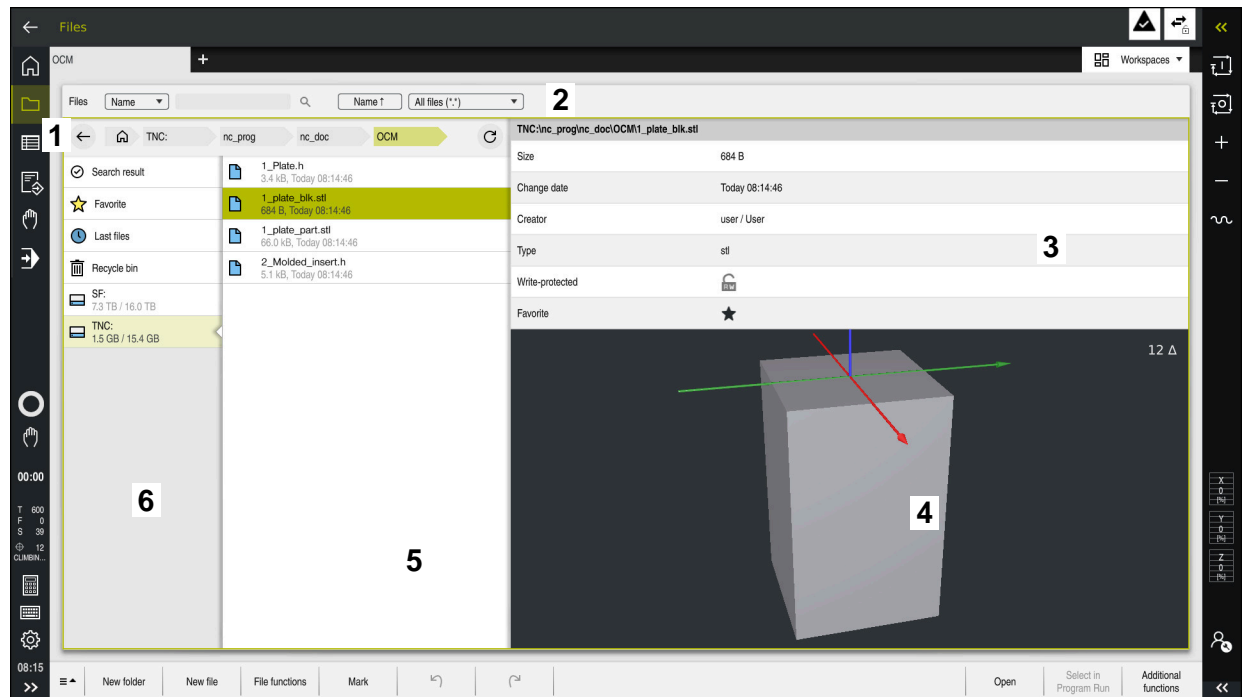 Files
OCM
+
Workspaces
Files Name Name↑ All files (*.*) 2
1 TNC: nc_prog nc_doc OCM
TNC:\nc_prog\nc_doc\OCM\1_plate_blk.stl
Search result
Favorite
Last files
Recycle bin
SF:
7.3 TB / 16.0 TB
TNC:
1.5 GB / 15.4 GB
6
1_Plate.h
3.4 kB, Today 08:14:46
1_plate_blk.stl
684 B, Today 08:14:46
1_plate_part.stl
66.0 kB, Today 08:14:46
2_Molded_insert.h
5.1 kB, Today 08:14:46
5
Size 684 B
Change date Today 08:14:46
Creator user / User
Type stl
3
Write-protected RW
Favorite
12 Δ
4
00:00
T 600
F 0
S 39
12
CLIMBIN...
08:15
New folder New file File functions Mark Open Select in Program Run Additional functions
X
0
[%]
Y
0
[%]
Z
0
[%]